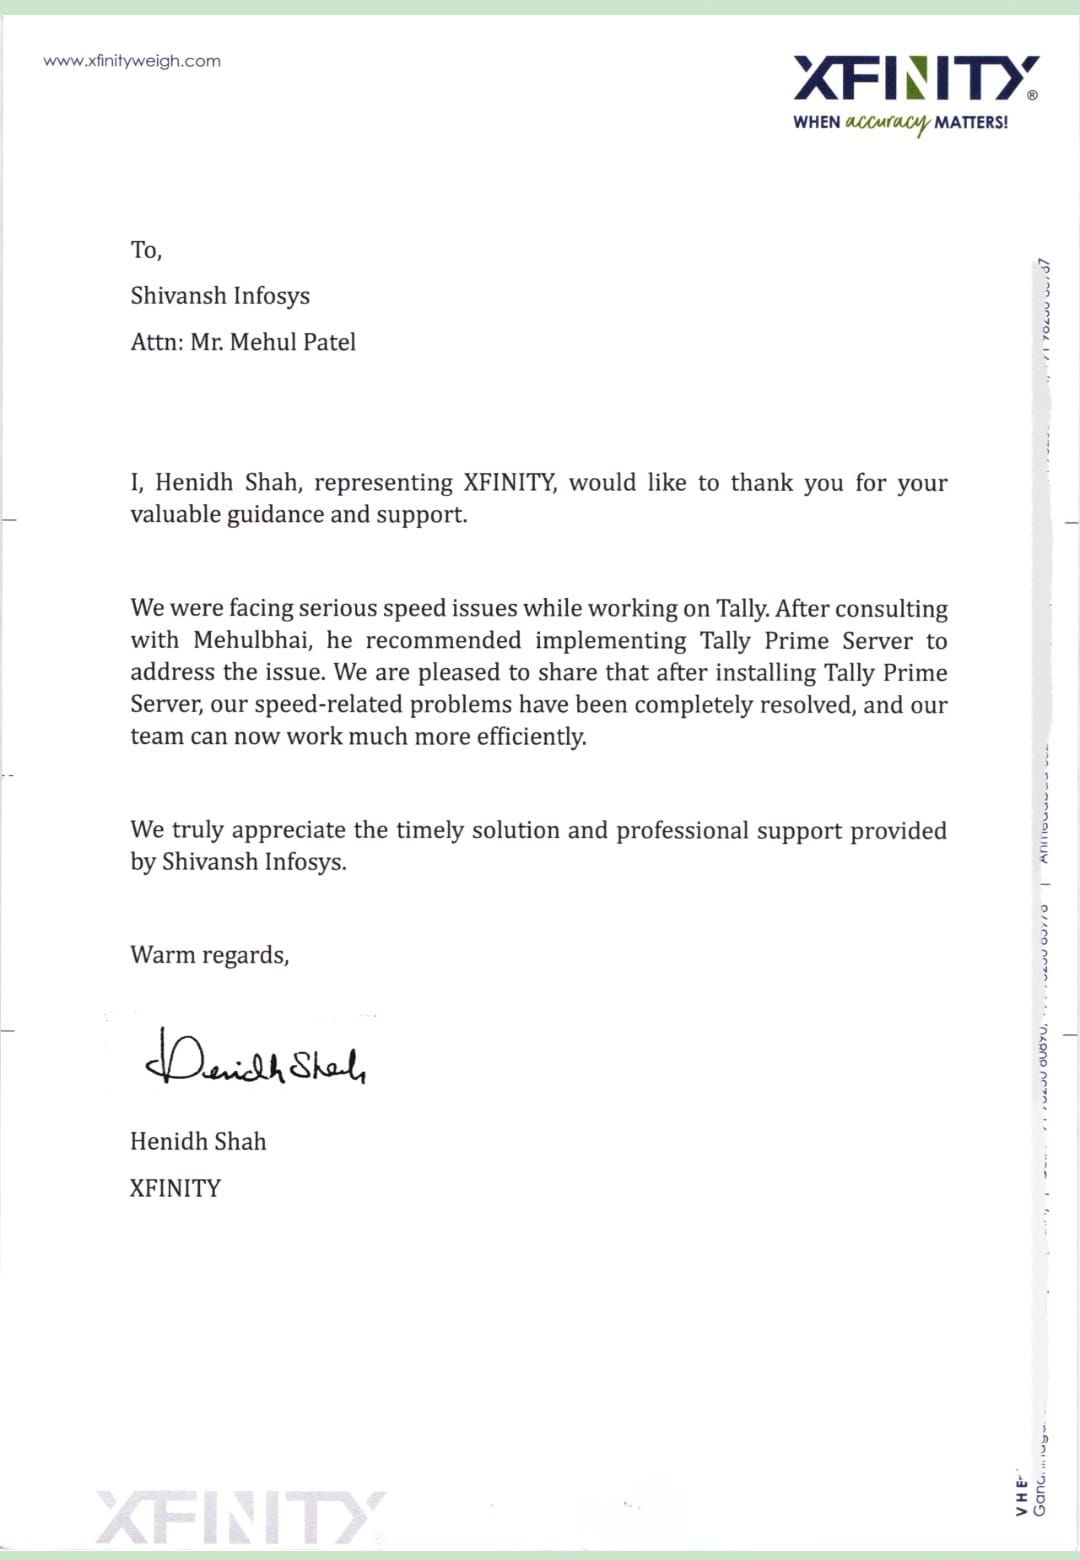 www.xfinityweigh.com
XFINITY®
WHEN accuracy MATTERS!
To,
Shivansh Infosys
Attn: Mr. Mehul Patel
I, Henidh Shah, representing XFINITY, would like to thank you for your
valuable guidance and support.
We were facing serious speed issues while working on Tally. After consulting
with Mehulbhai, he recommended implementing Tally Prime Server to
address the issue. We are pleased to share that after installing Tally Prime
Server, our speed-related problems have been completely resolved, and our
team can now work much more efficiently.
We truly appreciate the timely solution and professional support provided
by Shivansh Infosys.
Warm regards,
Henidh Shah
Henidh Shah
XFINITY
XFINITY®